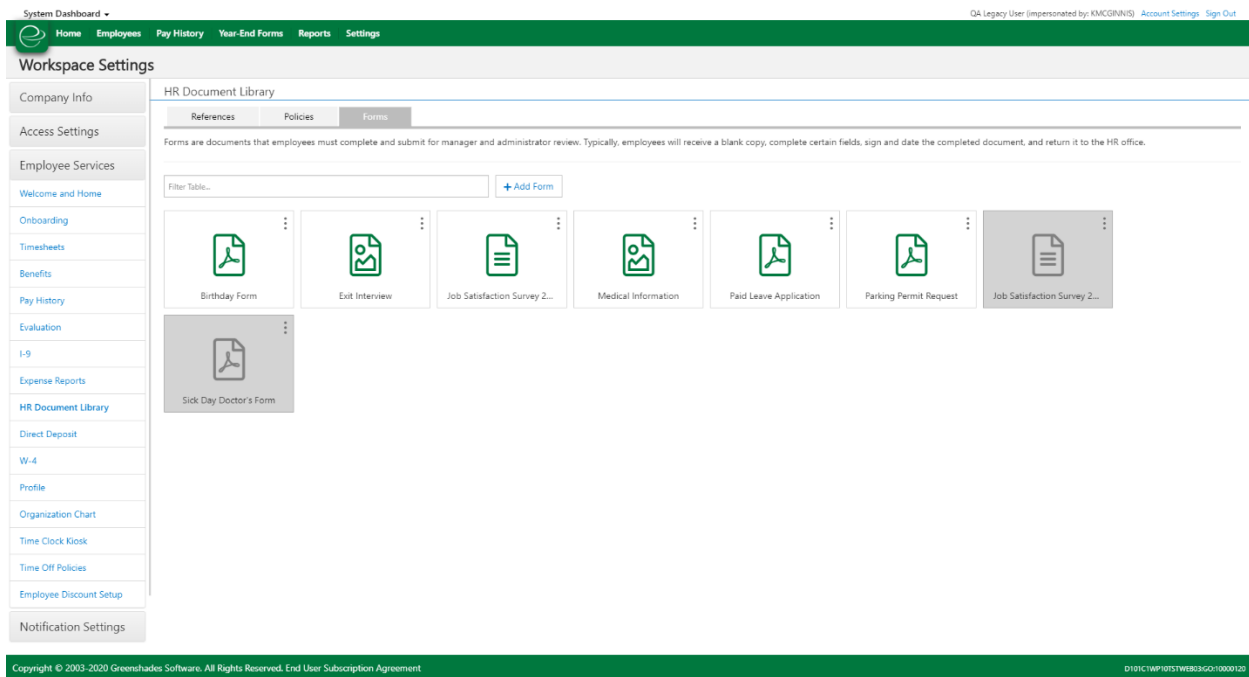 System Dashboard
QA Legacy User (impersonated by: KMCGINNIS) Account Settings Sign Out
Home Employees Pay History Year-End Forms Reports Settings
Workspace Settings
Company Info
Access Settings
Employee Services
Welcome and Home
Onboarding
Timesheets
Benefits
Pay History
Evaluation
I-9
Expense Reports
HR Document Library
Direct Deposit
W-4
Profile
Organization Chart
Time Clock Kiosk
Time Off Policies
Employee Discount Setup
Notification Settings
HR Document Library
References Policies Forms
Forms are documents that employees must complete and submit for manager and administrator review. Typically, employees will receive a blank copy, complete certain fields, sign and date the completed document, and return it to the HR office.
Filter Table... + Add Form
Birthday Form Exit Interview Job Satisfaction Survey 2... Medical Information Paid Leave Application Parking Permit Request Job Satisfaction Survey 2...
Sick Day Doctor's Form
Copyright © 2003-2020 Greenshades Software. All Rights Reserved. End User Subscription Agreement
D101C1WP10TSTWEB03:GO:10000120